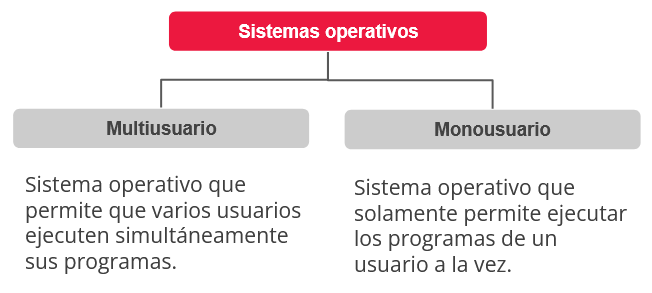 Sistemas operativos
Multiusuario
Sistema operativo que
permite que varios usuarios
ejecuten simultáneamente
sus programas.
Monousuario
Sistema operativo que
solamente permite ejecutar
los programas de un
usuario a la vez.